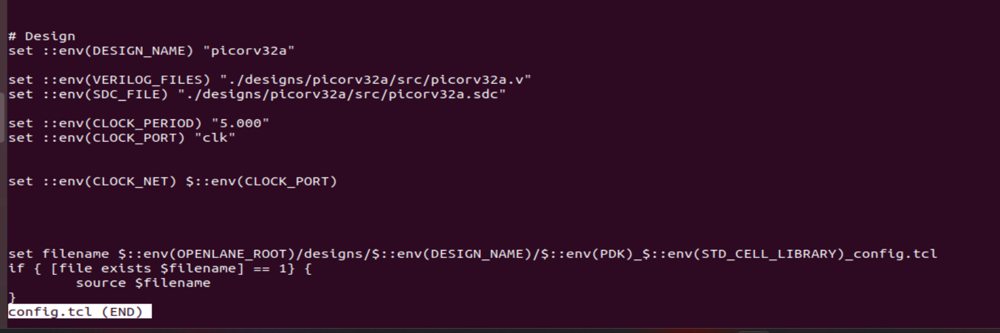 # Design
set ::env(DESIGN_NAME) "picorv32a"
set ::env(VERILOG_FILES) "./designs/picorv32a/src/picorv32a.v"
set ::env(SDC_FILE) "./designs/picorv32a/src/picorv32a.sdc"
set ::env(CLOCK_PERIOD) "5.000"
set ::env(CLOCK_PORT) "clk"
set ::env(CLOCK_NET) $::env(CLOCK_PORT)
set filename $::env(OPENLANE_ROOT)/designs/$::env(DESIGN_NAME)/$::env(PDK)_$::env(STD_CELL_LIBRARY)_config.tcl
if { [file exists $filename] == 1} {
        source $filename
}
config.tcl (END)